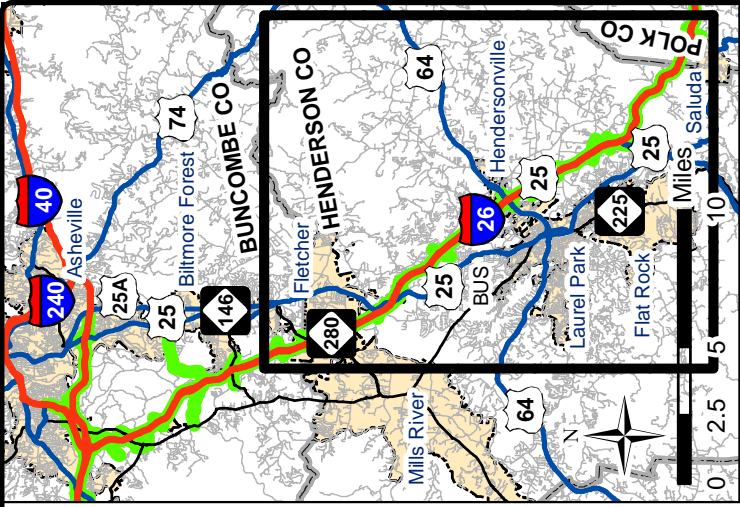 40
240
Asheville
74
25A
Biltmore Forest
25
BUNCOMBE CO
146
HENDERSON CO
Fletcher
280
64
Hendersonville
POLK CO
26
25
25
BUS
25
Saluda
225
Laurel Park
Flat Rock
Mills River
64
N
0
2.5
5
10
Miles